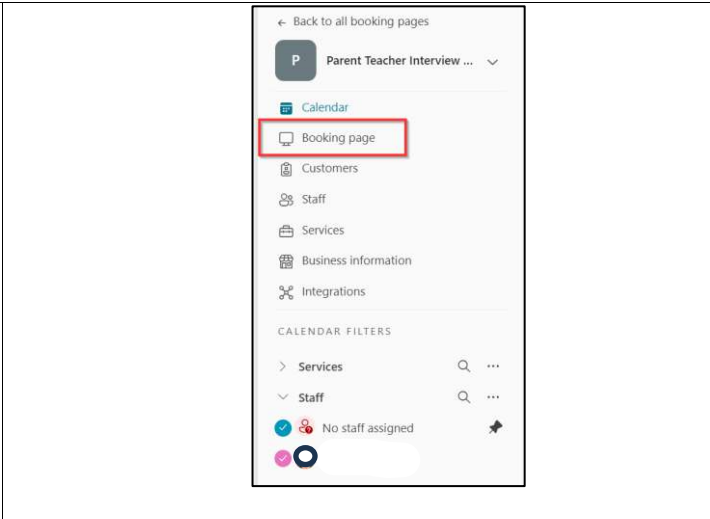 ← Back to all booking pages
P Parent Teacher Interview ...
Calendar
Booking page
Customers
Staff
Services
Business information
Integrations
CALENDAR FILTERS
Services ...
Staff ...
No staff assigned